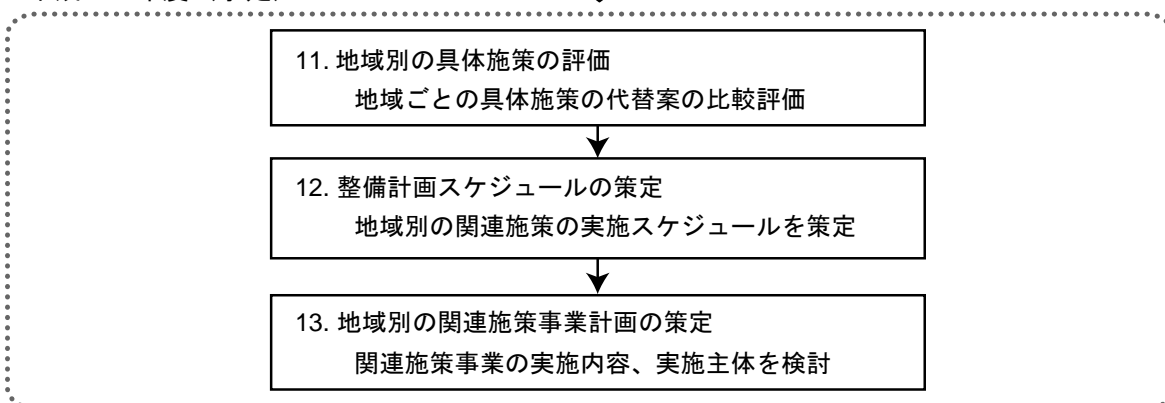 11. 地域別の具体施策の評価
地域ごとの具体施策の代替案の比較評価
12. 整備計画スケジュールの策定
地域別の関連施策の実施スケジュールを策定
13. 地域別の関連施策事業計画の策定
関連施策事業の実施内容、実施主体を検討